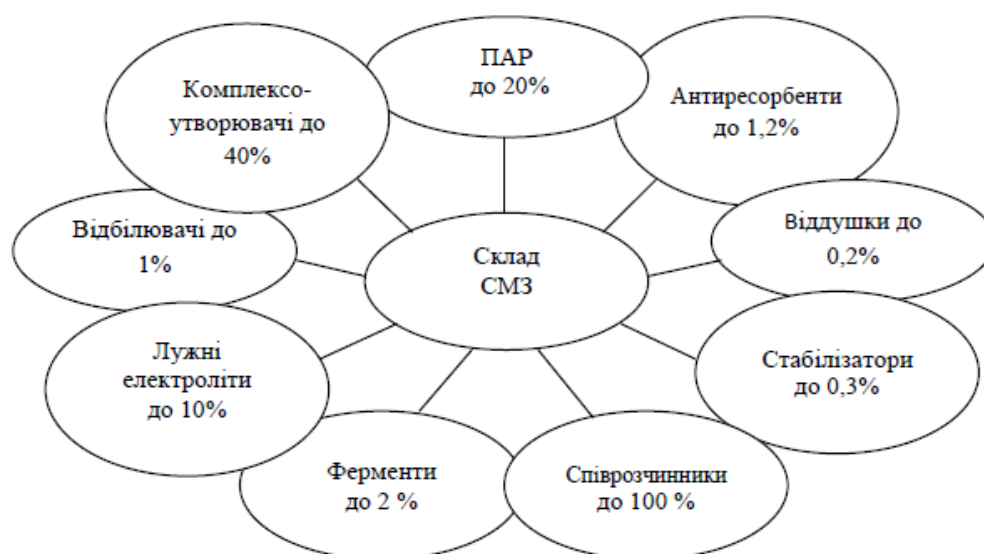 ПАР
до 20%
Комплексо-
утворювачі до
40%
Антиресорбенти
до 1,2%
Відбілювачі до
1%
Віддушки до
0,2%
Склад
СМЗ
Лужні
електроліти
до 10%
Стабілізатори
до 0,3%
Ферменти
до 2 %
Співрозчинники
до 100 %